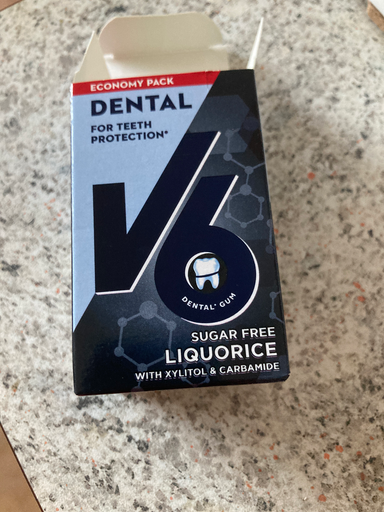 ECONOMY PACK
DENTAL
FOR TEETH
PROTECTION*
V6
DENTAL* GUM
SUGAR FREE
LIQUORICE
WITH XYLITOL & CARBAMIDE